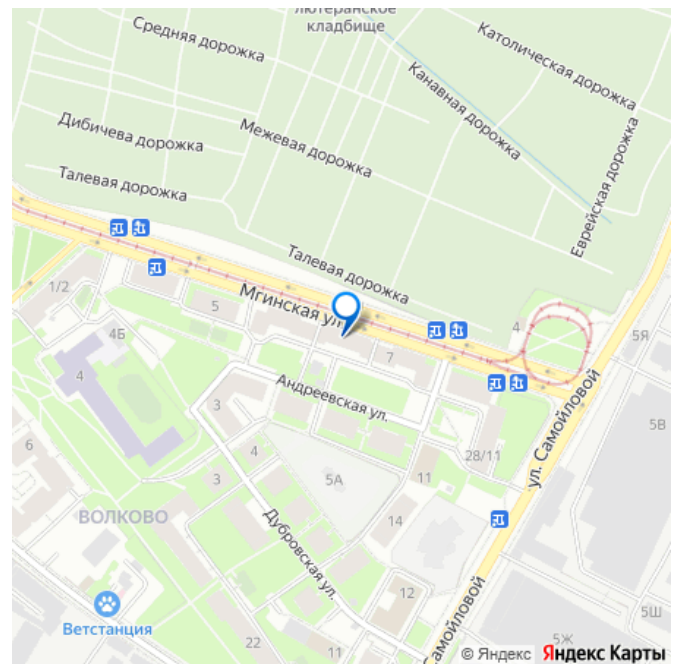 лютеранское
кладбище
Средняя дорожка
Католическая дорожка
Канавная дорожка
Дибичева дорожка
Межевая дорожка
Еврейская дорожка
Талевая дорожка
Талевая дорожка
1/2
5
Мгинская ул.
4
5Я
4Б
7
4
Андреевская ул.
3
ул. Самойловой
5В
6
4
28/11
3
5А
11
ВОЛКОВО
14
Дубровская ул.
12
5Ш
Ветстанция
22
11
ул. Самойловой
5Ж
© Яндекс Яндекс Карты